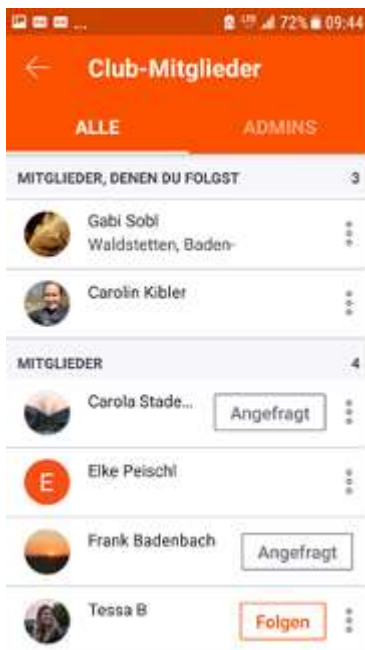 ... LTE 72% 09:44
Club-Mitglieder
ALLE ADMINS
MITGLIEDER, DENEN DU FOLGST 3
Gabi Sobl
Waldstetten, Baden-
Carolin Kibler
MITGLIEDER 4
Carola Stade... Angefragt
E Elke Peischl
Frank Badenbach Angefragt
Tessa B Folgen